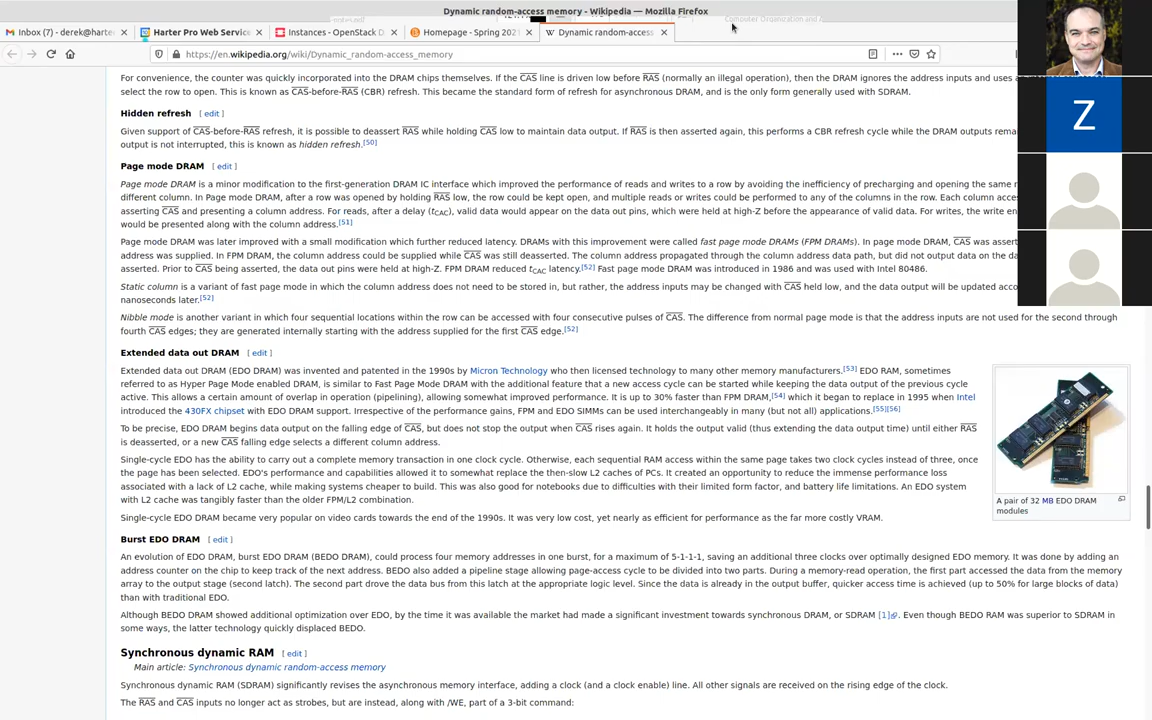 Dynamic random-access memory - Wikipedia — Mozilla Firefox
Computer Organization and
Inbox (7) - derek@harter
Harter Pro Web Servic
Instances - OpenStack D
Homepage - Spring 202
Dynamic random-access
https://en.wikipedia.org/wiki/Dynamic_random-access_memory
For convenience, the counter was quickly incorporated into the DRAM chips themselves. If the CAS line is driven low before RAS (normally an illegal operation), then the DRAM ignores the address inputs and uses
select the row to open. This is known as CAS-before-RAS (CBR) refresh. This became the standard form of refresh for asynchronous DRAM, and is the only form generally used with SDRAM.
Hidden refresh [ edit ]
Given support of CAS-before-RAS refresh, it is possible to deassert RAS while holding CAS low to maintain data output. If RAS is then asserted again, this performs a CBR refresh cycle while the DRAM outputs
output is not interrupted, this is known as hidden refresh.[50]
Page mode DRAM [ edit ]
Page mode DRAM is a minor modification to the first-generation DRAM IC interface which improved the performance of reads and writes to a row by avoiding the inefficiency of precharging and opening the same
different column. In Page mode DRAM, after a row was opened by holding RAS low, the row could be kept open, and multiple reads or writes could be performed to any of the columns in the row. Each column
asserting CAS and presenting a column address. For reads, after a delay (tCAC), valid data would appear on the data out pins, which were held at high-Z before the appearance of valid data. For writes, the write
would be presented along with the column address.[51]
Page mode DRAM was later improved with a small modification which further reduced latency. DRAMs with this improvement were called fast page mode DRAMs (FPM DRAMs). In page mode DRAM, CAS was
address was supplied. In FPM DRAM, the column address could be supplied while CAS was still deasserted. The column address propagated through the column address data path, but did not output data on the
asserted. Prior to CAS being asserted, the data out pins were held at high-Z. FPM DRAM reduced tCAC latency.[52] Fast page mode DRAM was introduced in 1986 and was used with Intel 80486.
Static column is a variant of fast page mode in which the column address does not need to be stored in, but rather, the address inputs may be changed with CAS held low, and the data output will be updated
nanoseconds later.[52]
Nibble mode is another variant in which four sequential locations within the row can be accessed with four consecutive pulses of CAS. The difference from normal page mode is that the address inputs are not used for the second through
fourth CAS edges; they are generated internally starting with the address supplied for the first CAS edge.[52]
Extended data out DRAM [ edit ]
Extended data out DRAM (EDO DRAM) was invented and patented in the 1990s by Micron Technology who then licensed technology to many other memory manufacturers.[53] EDO RAM, sometimes
referred to as Hyper Page Mode enabled DRAM, is similar to Fast Page Mode DRAM with the additional feature that a new access cycle can be started while keeping the data output of the previous cycle
active. This allows a certain amount of overlap in operation (pipelining), allowing somewhat improved performance. It is up to 30% faster than FPM DRAM,[54] which it began to replace in 1995 when Intel
introduced the 430FX chipset with EDO DRAM support. Irrespective of the performance gains, FPM and EDO SIMMs can be used interchangeably in many (but not all) applications.[55][56]
To be precise, EDO DRAM begins data output on the falling edge of CAS, but does not stop the output when CAS rises again. It holds the output valid (thus extending the data output time) until either RAS
is deasserted, or a new CAS falling edge selects a different column address.
Single-cycle EDO has the ability to carry out a complete memory transaction in one clock cycle. Otherwise, each sequential RAM access within the same page takes two clock cycles instead of three, once
the page has been selected. EDO's performance and capabilities allowed it to somewhat replace the then-slow L2 caches of PCs. It created an opportunity to reduce the immense performance loss
associated with a lack of L2 cache, while making systems cheaper to build. This was also good for notebooks due to difficulties with their limited form factor, and battery life limitations. An EDO system
with L2 cache was tangibly faster than the older FPM/L2 combination.
Single-cycle EDO DRAM became very popular on video cards towards the end of the 1990s. It was very low cost, yet nearly as efficient for performance as the far more costly VRAM.
Burst EDO DRAM [ edit ]
An evolution of EDO DRAM, burst EDO DRAM (BEDO DRAM), could process four memory addresses in one burst, for a maximum of 5-1-1-1, saving an additional three clocks over optimally designed EDO memory. It was done by adding an
address counter on the chip to keep track of the next address. BEDO also added a pipeline stage allowing page-access cycle to be divided into two parts. During a memory-read operation, the first part accessed the data from the memory
array to the output stage (second latch). The second part drove the data bus from this latch at the appropriate logic level. Since the data is already in the output buffer, quicker access time is achieved (up to 50% for large blocks of data)
than with traditional EDO.
Although BEDO DRAM showed additional optimization over EDO, by the time it was available the market had made a significant investment towards synchronous DRAM, or SDRAM [1]. Even though BEDO RAM was superior to SDRAM in
some ways, the latter technology quickly displaced BEDO.
Synchronous dynamic RAM [ edit ]
Main article: Synchronous dynamic random-access memory
Synchronous dynamic RAM (SDRAM) significantly revises the asynchronous memory interface, adding a clock (and a clock enable) line. All other signals are received on the rising edge of the clock.
The RAS and CAS inputs no longer act as strobes, but are instead, along with /WE, part of a 3-bit command:
A pair of 32 MB EDO DRAM
modules
Z